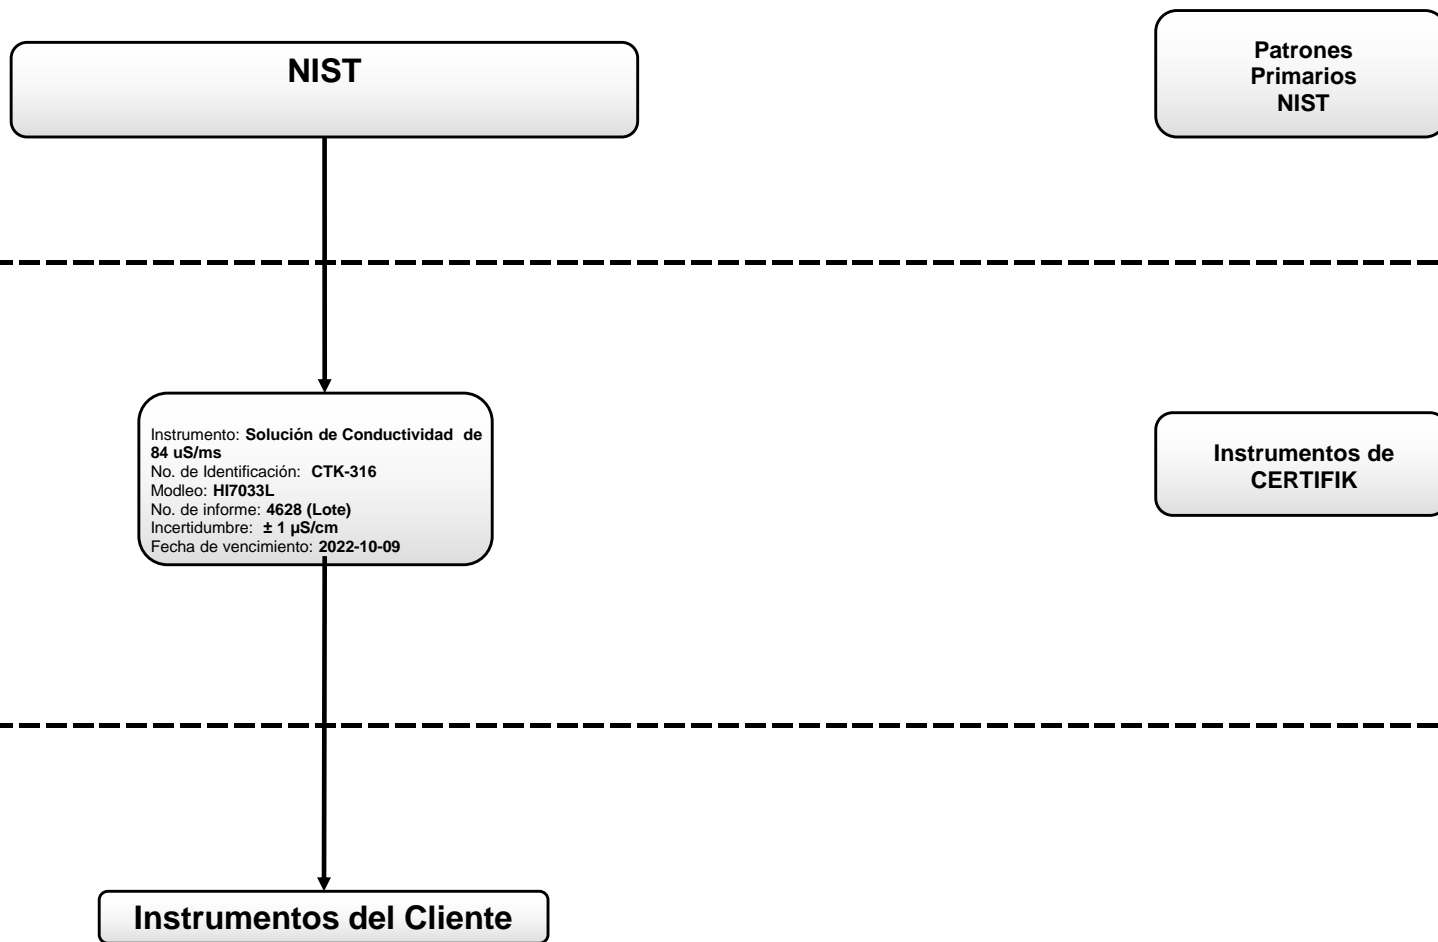 NIST
Patrones
Primarios
NIST
Instrumento: Solución de Conductividad de
84 uS/ms
No. de Identificación: CTK-316
Modleo: HI7033L
No. de informe: 4628 (Lote)
Incertidumbre: ± 1 µS/cm
Fecha de vencimiento: 2022-10-09
Instrumentos de
CERTIFIK
Instrumentos del Cliente